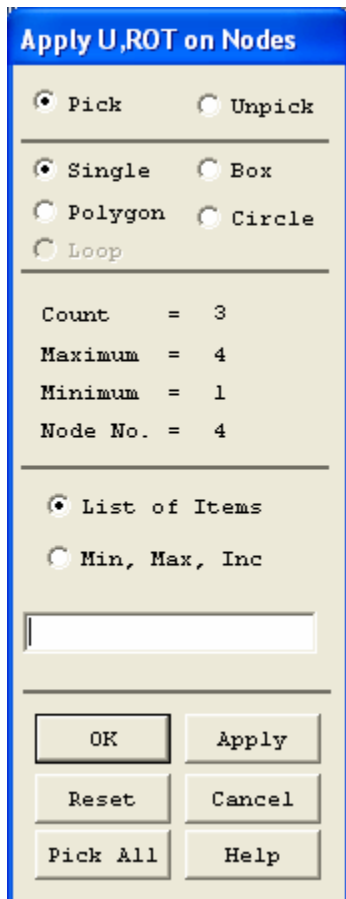 Apply U,ROT on Nodes
Pick Unpick
Single Box
Polygon Circle
Loop
Count = 3
Maximum = 4
Minimum = 1
Node No. = 4
List of Items
Min, Max, Inc
OK Apply
Reset Cancel
Pick All Help